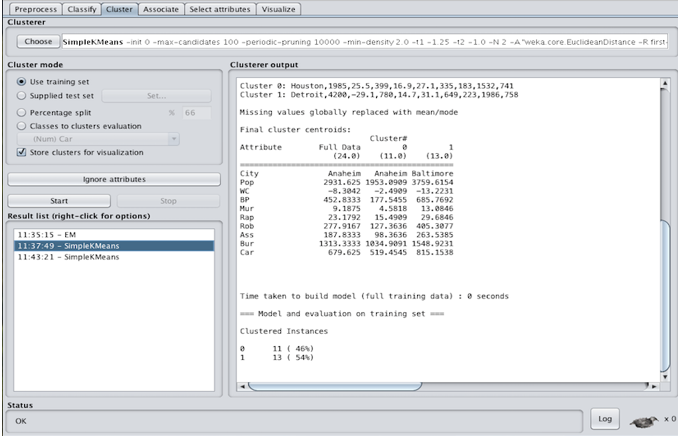 Preprocess Classify Cluster Associate Select attributes Visualize
Clusterer
Choose SimpleKMeans -init 0 -max-candidates 100 -periodic-pruning 10000 -min-density 2.0 -t1 -1.25 -t2 -1.0 -N 2 -A "weka.core.EuclideanDistance -R first-
Cluster mode
Use training set
Supplied test set Set...
Percentage split % 66
Classes to clusters evaluation
(Num) Car
Store clusters for visualization
Ignore attributes
Start Stop
Result list (right-click for options)
11:35:15 - EM
11:37:49 - SimpleKMeans
11:43:21 - SimpleKMeans
Clusterer output
Cluster 0: Houston,1985,25.5,399,16.9,27.1,335,183,1532,741
Cluster 1: Detroit,4200,-29.1,780,14.7,31.1,649,223,1986,758
Missing values globally replaced with mean/mode
Final cluster centroids:
Cluster#
Attribute Full Data 0 1
(24.0) (11.0) (13.0)
==========================================================
City Anaheim Anaheim Baltimore
Pop 2931.625 1953.0909 3759.6154
WC -8.3042 -2.4909 -13.2231
BP 452.8333 177.5455 685.7692
Mur 9.1875 4.5818 13.0846
Rap 23.1792 15.4909 29.6846
Rob 277.9167 127.3636 405.3077
Ass 187.8333 98.3636 263.5385
Bur 1313.3333 1034.9091 1548.9231
Car 679.625 519.4545 815.1538
Time taken to build model (full training data) : 0 seconds
=== Model and evaluation on training set ===
Clustered Instances
0 11 ( 46%)
1 13 ( 54%)
Status
OK
Log
x 0